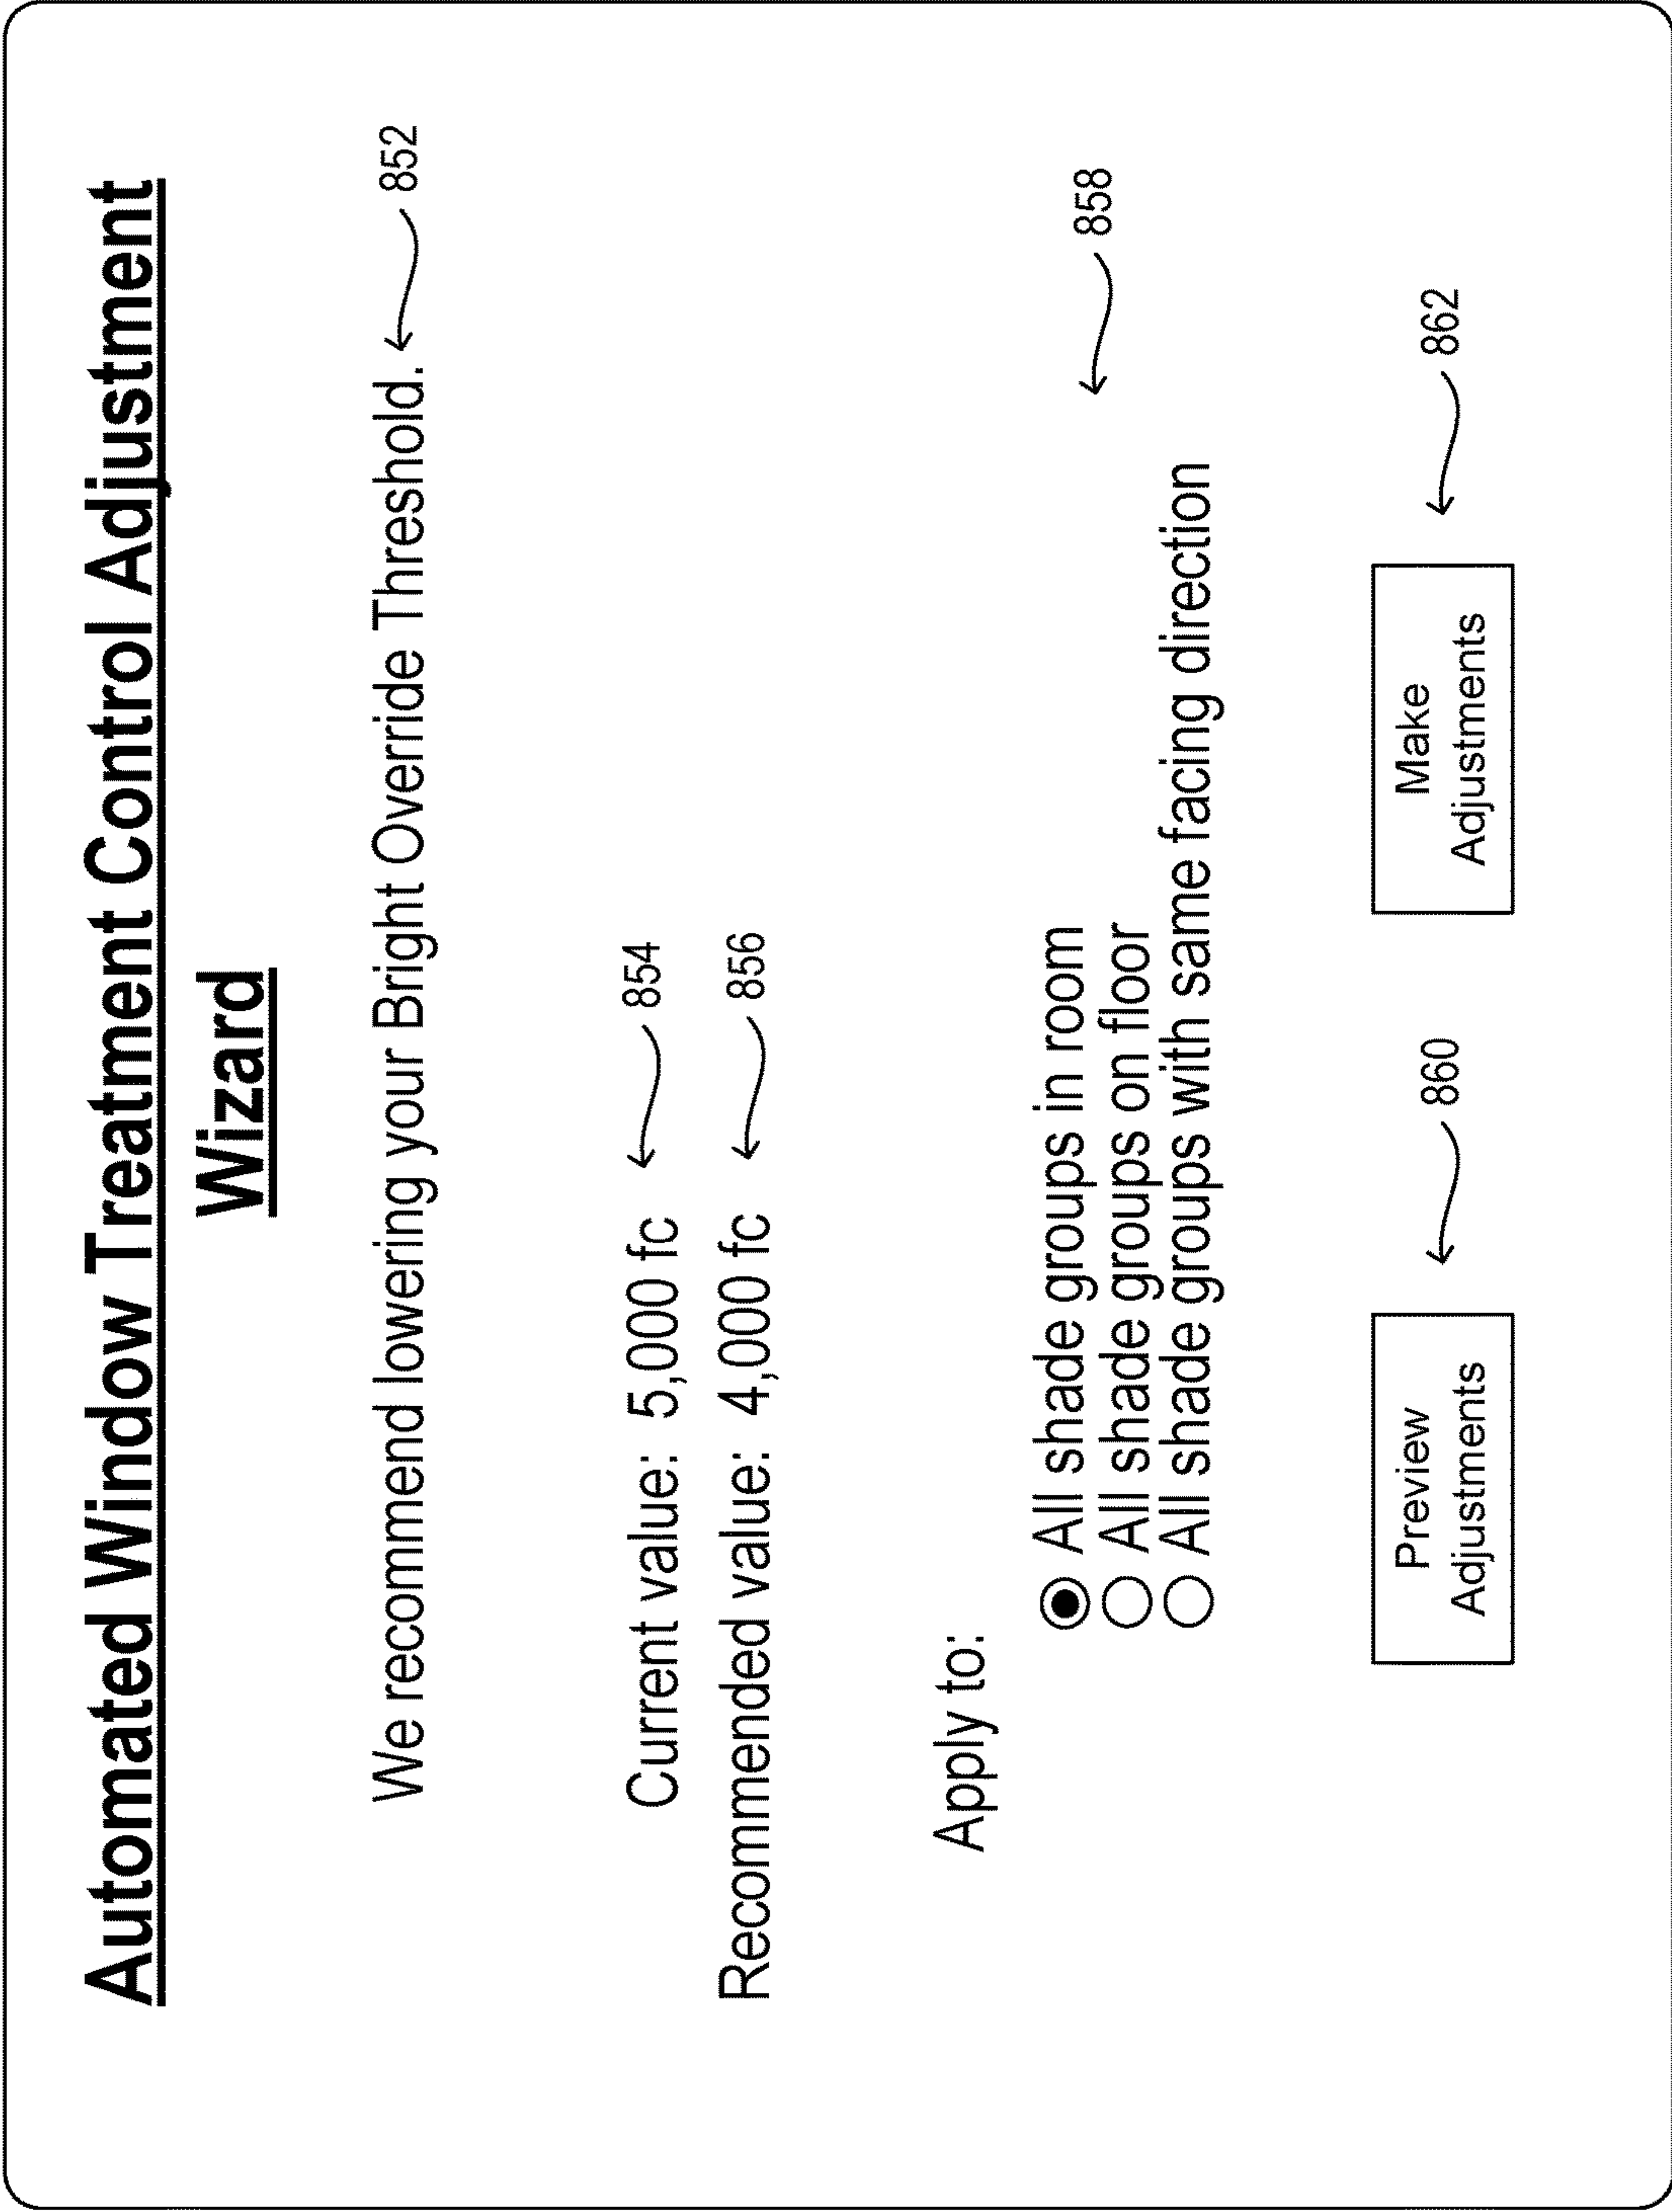 Automated Window Treatment Control Adjustment
Wizard
We recommend lowering your Bright Override Threshold. 852
Current value: 5,000 fc 854
Recommended value: 4,000 fc 856
Apply to:
All shade groups in room
All shade groups on floor
All shade groups with same facing direction
858
Preview
Adjustments
860
Make
Adjustments
862